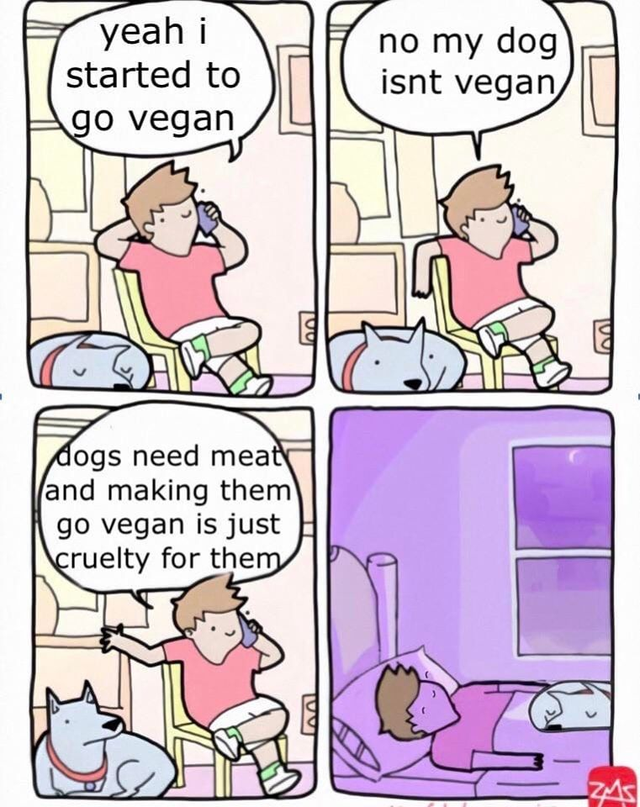 yeah i
started to
go vegan
no my dog
isnt vegan
dogs need meat
and making them
go vegan is just
cruelty for them
ZMS